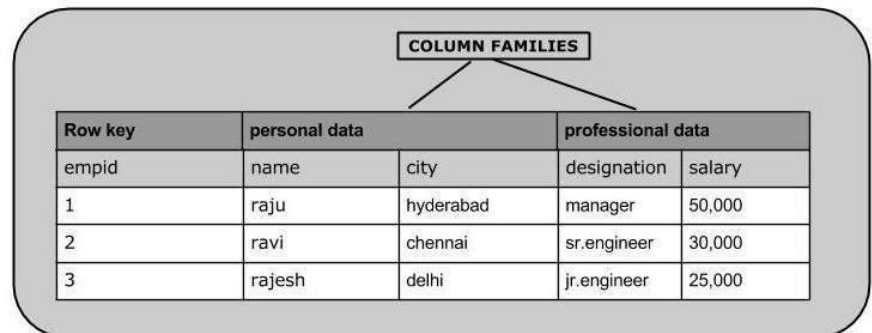 COLUMN FAMILIES
Row key personal data professional data
empid name city designation salary
1 raju hyderabad manager 50,000
2 ravi chennai sr.engineer 30,000
3 rajesh delhi jr.engineer 25,000